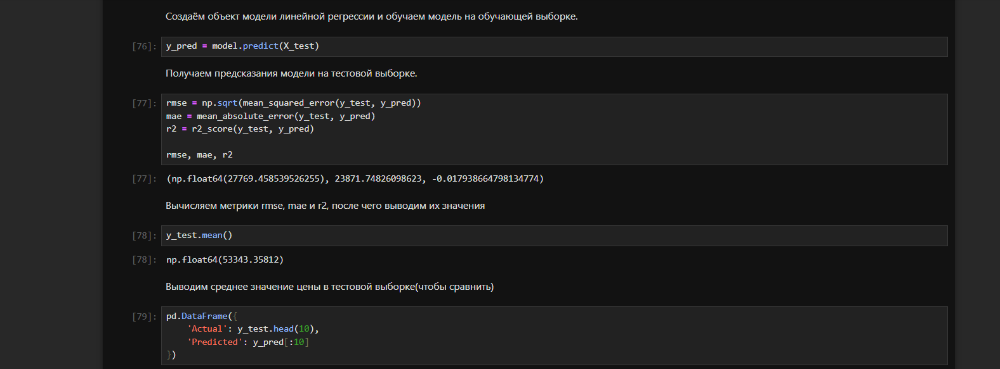 Создаём объект модели линейной регрессии и обучаем модель на обучающей выборке.
[76]: y_pred = model.predict(X_test)
Получаем предсказания модели на тестовой выборке.
[77]: rmse = np.sqrt(mean_squared_error(y_test, y_pred))
mae = mean_absolute_error(y_test, y_pred)
r2 = r2_score(y_test, y_pred)
rmse, mae, r2
[77]: (np.float64(27769.458539526255), 23871.74826098623, -0.017938664798134774)
Вычисляем метрики rmse, mae и r2, после чего выводим их значения
[78]: y_test.mean()
[78]: np.float64(53343.35812)
Выводим среднее значение цены в тестовой выборке(чтобы сравнить)
[79]: pd.DataFrame({
'Actual': y_test.head(10),
'Predicted': y_pred[:10]
})